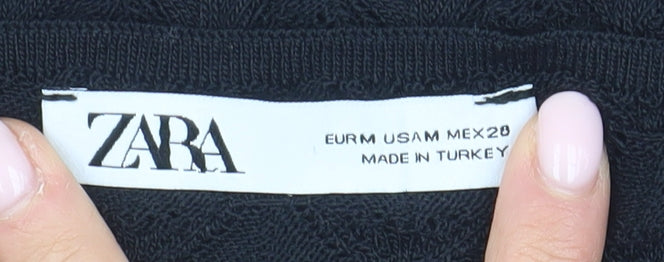 ZARA
EUR M USA M MEX 28
MADE IN TURKEY